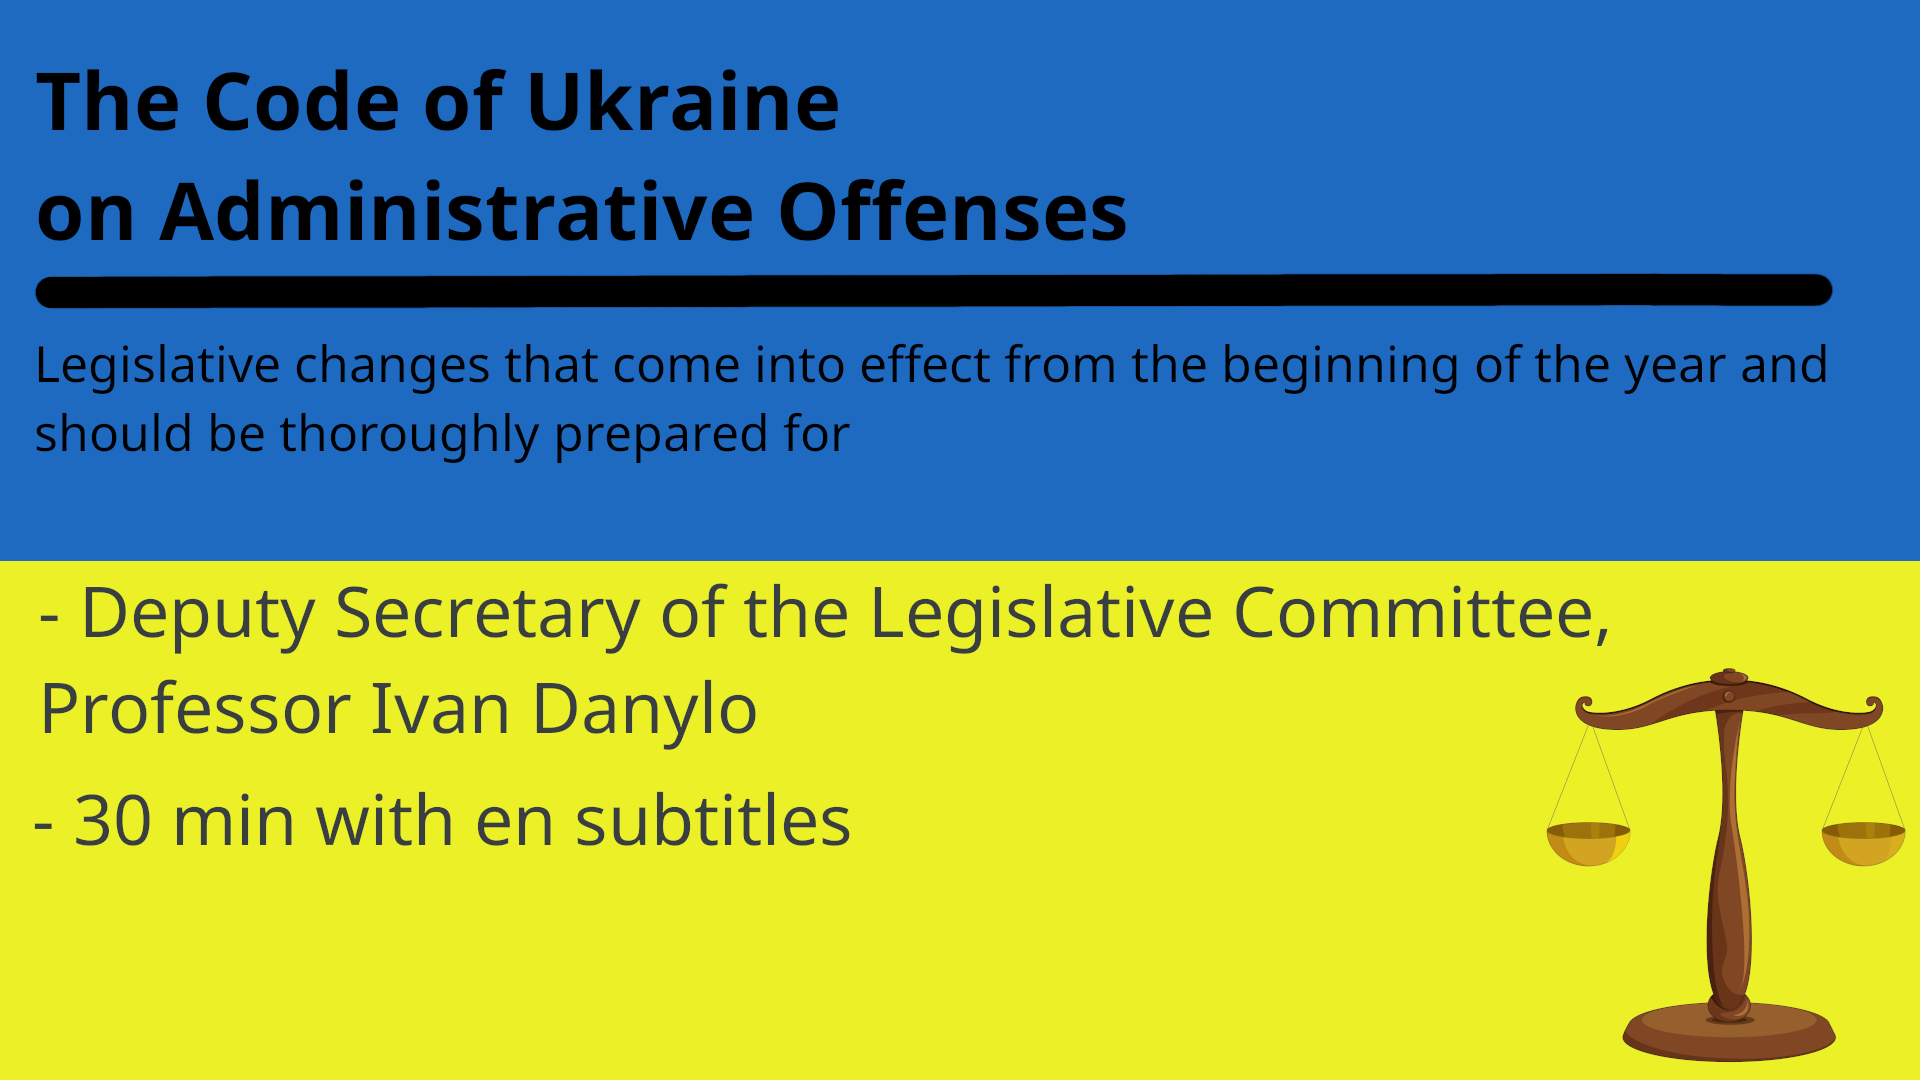 The Code of Ukraine
on Administrative Offenses
Legislative changes that come into effect from the beginning of the year and
should be thoroughly prepared for
- Deputy Secretary of the Legislative Committee,
Professor Ivan Danylo
- 30 min with en subtitles